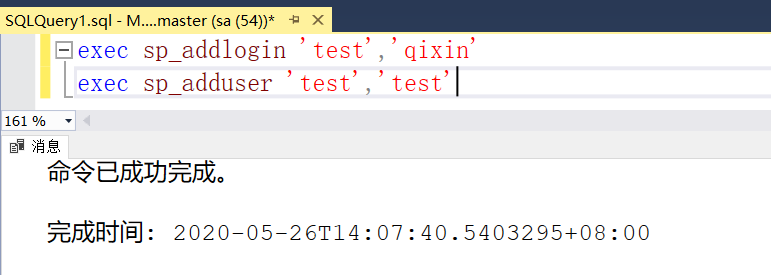 SQLQuery1.sql - M....master (sa (54))*
exec sp_addlogin 'test','qixin'
exec sp_adduser 'test','test'
161 %
消息
命令已成功完成。
完成时间: 2020-05-26T14:07:40.5403295+08:00